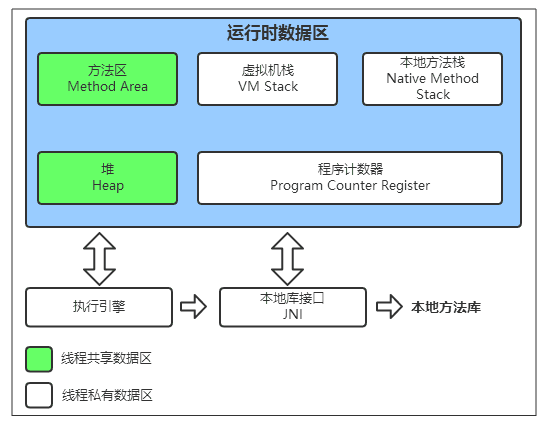 运行时数据区
方法区
Method Area
虚拟机栈
VM Stack
本地方法栈
Native Method
Stack
堆
Heap
程序计数器
Program Counter Register
执行引擎
本地库接口
JNI
本地方法库
线程共享数据区
线程私有数据区